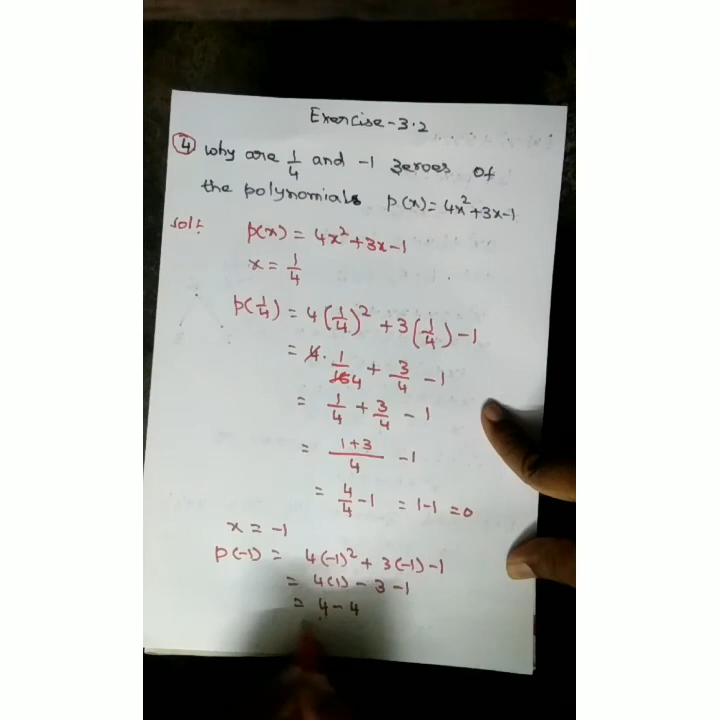 Exercise-3.2
4 Why are 1/4 and -1 zeroes of
the polynomials p(x)=4x²+3x-1
Sol:
p(x) = 4x²+3x-1
x = 1/4
p(1/4) = 4(1/4)² + 3(1/4) -1
= 4. 1/16 4 + 3/4 -1
= 1/4 + 3/4 -1
= 1+3/4 -1
= 4/4 -1 = 1-1 = 0
x = -1
p(-1) = 4(-1)² + 3(-1) -1
= 4(1) - 3 -1
= 4 - 4